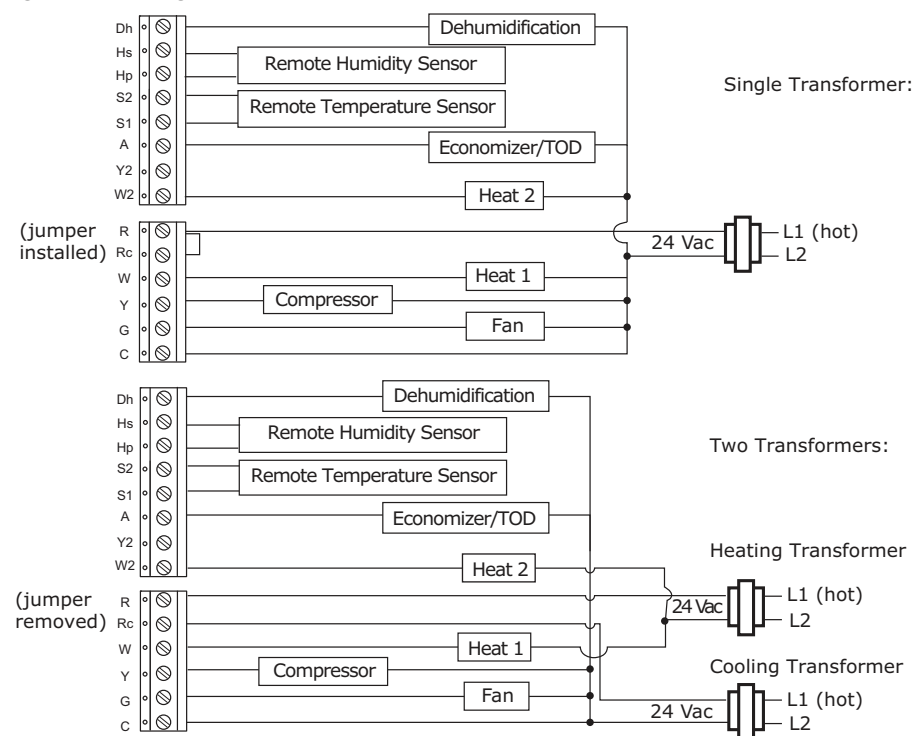 Dh
Dehumidification
Hs
Remote Humidity Sensor
Hp
S2
Remote Temperature Sensor
S1
A
Economizer/TOD
Y2
W2
Heat 2
Single Transformer:
(jumper
installed)
R
Rc
24 Vac
L1 (hot)
L2
W
Heat 1
Y
Compressor
G
Fan
C
Dh
Dehumidification
Hs
Remote Humidity Sensor
Hp
S2
Remote Temperature Sensor
S1
A
Economizer/TOD
Y2
W2
Heat 2
Two Transformers:
Heating Transformer
(jumper
removed)
R
Rc
24 Vac
L1 (hot)
L2
W
Heat 1
Y
Compressor
Cooling Transformer
G
Fan
C
24 Vac
L1 (hot)
L2